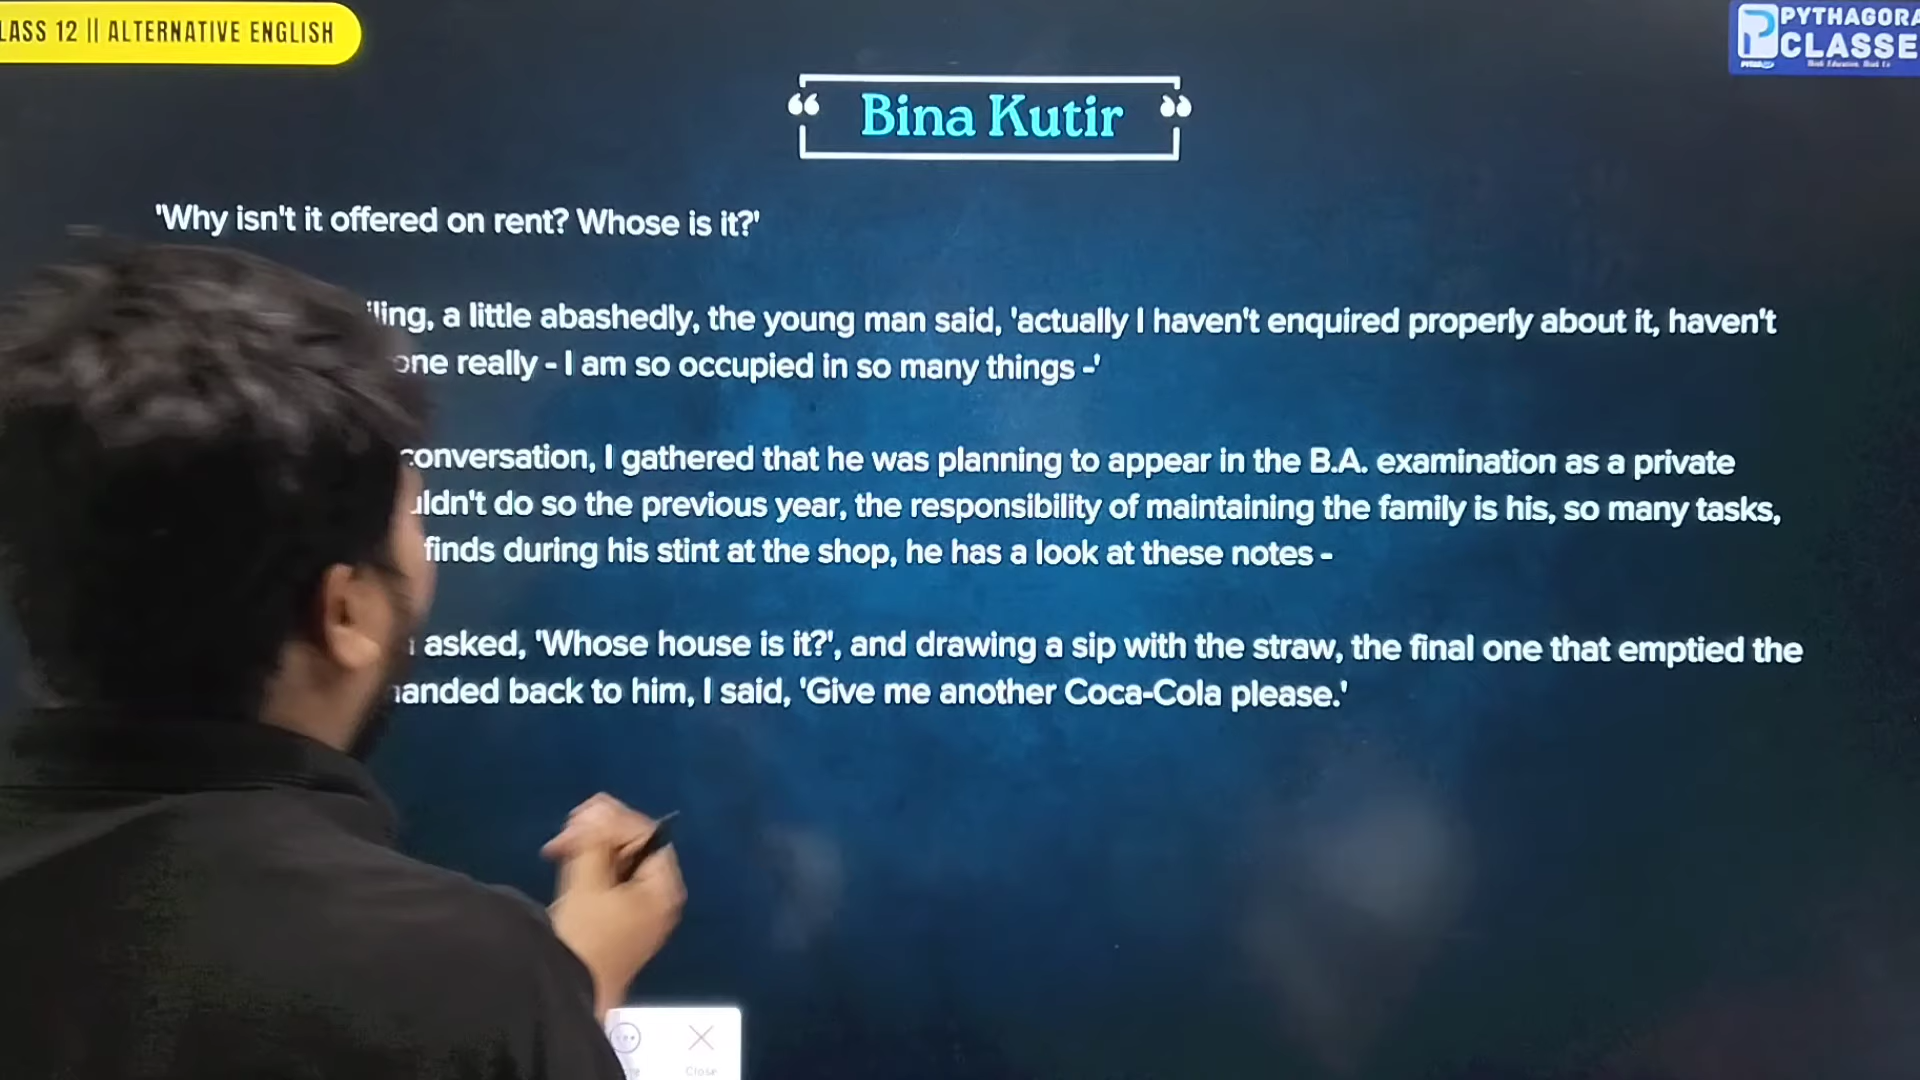 LASS 12 || ALTERNATIVE ENGLISH
PYTHAGORA
CLASSE
“ Bina Kutir ”
'Why isn't it offered on rent? Whose is it?'
a little abashedly, the young man said, 'actually I haven't enquired properly about it, haven't
really - I am so occupied in so many things -'
conversation, I gathered that he was planning to appear in the B.A. examination as a private
do so the previous year, the responsibility of maintaining the family is his, so many tasks,
finds during his stint at the shop, he has a look at these notes -
asked, 'Whose house is it?', and drawing a sip with the straw, the final one that emptied the
back to him, I said, 'Give me another Coca-Cola please.'
Close